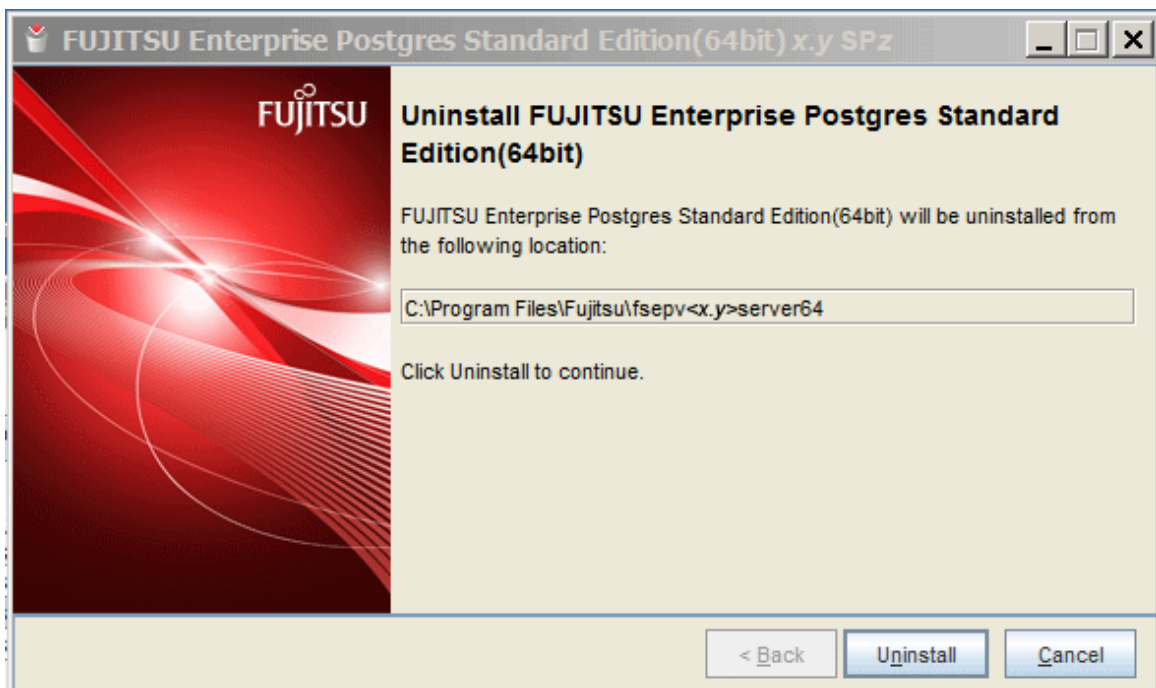 FUJITSU Enterprise Postgres Standard Edition(64bit) x.y SPz
FUJITSU
Uninstall FUJITSU Enterprise Postgres Standard
Edition(64bit)
FUJITSU Enterprise Postgres Standard Edition(64bit) will be uninstalled from
the following location:
C:\Program Files\Fujitsu\fsepv<x.y>server64
Click Uninstall to continue.
< Back
Uninstall
Cancel